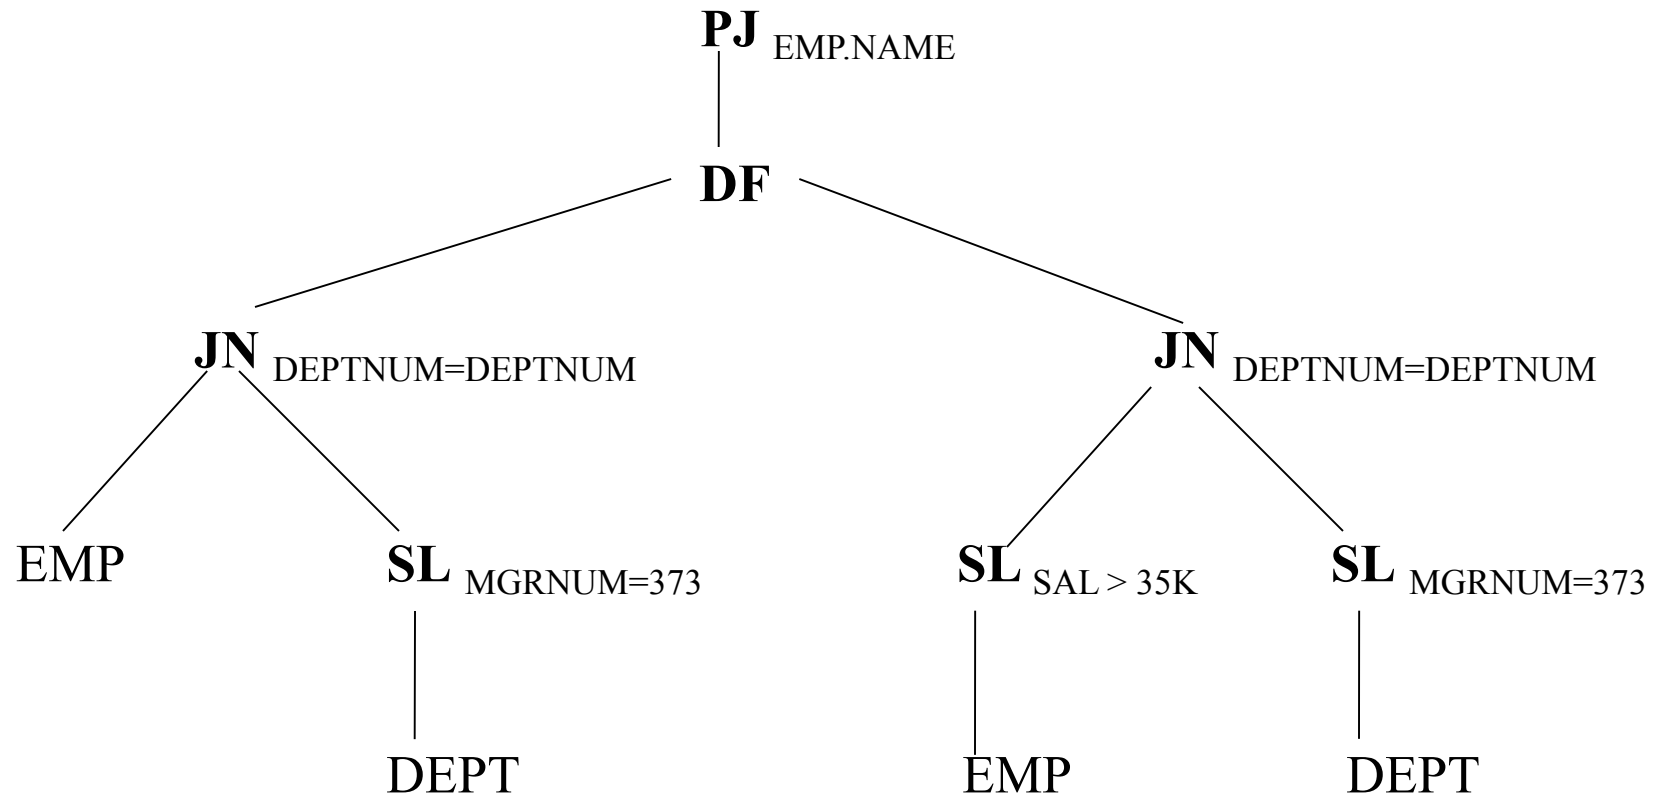 PJ EMP.NAME
DF
JN DEPTNUM=DEPTNUM
JN DEPTNUM=DEPTNUM
EMP
SL MGRNUM=373
SL SAL > 35K
SL MGRNUM=373
DEPT
EMP
DEPT